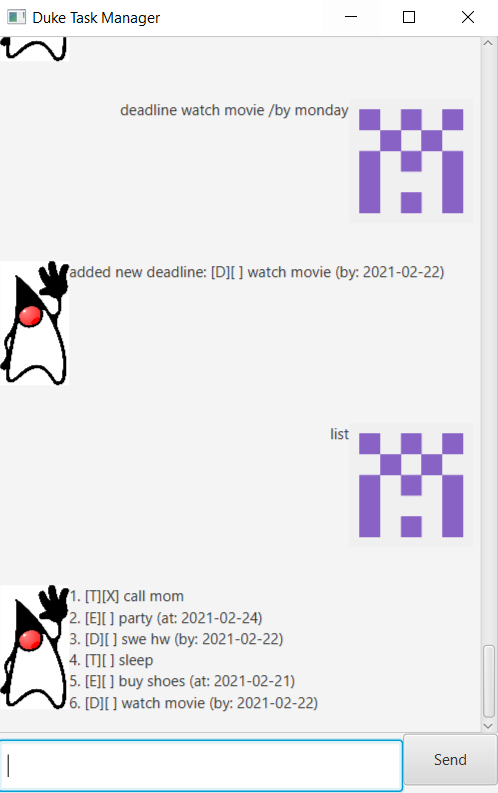 Duke Task Manager
deadline watch movie /by monday
added new deadline: [D][ ] watch movie (by: 2021-02-22)
list
1. [T][X] call mom
2. [E][ ] party (at: 2021-02-24)
3. [D][ ] swe hw (by: 2021-02-22)
4. [T][ ] sleep
5. [E][ ] buy shoes (at: 2021-02-21)
6. [D][ ] watch movie (by: 2021-02-22)
Send